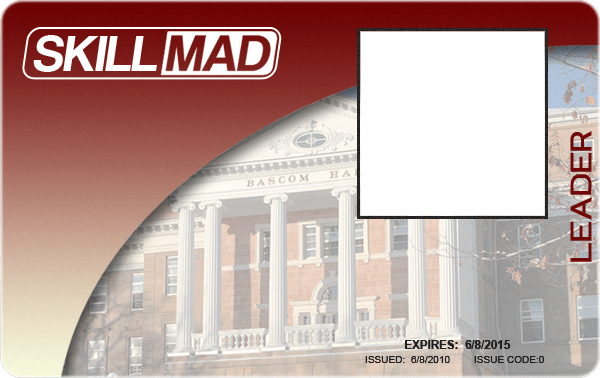 SKILLMAD
BASCOM HA
LEADER
EXPIRES: 6/8/2015
ISSUED: 6/8/2010 ISSUE CODE:0